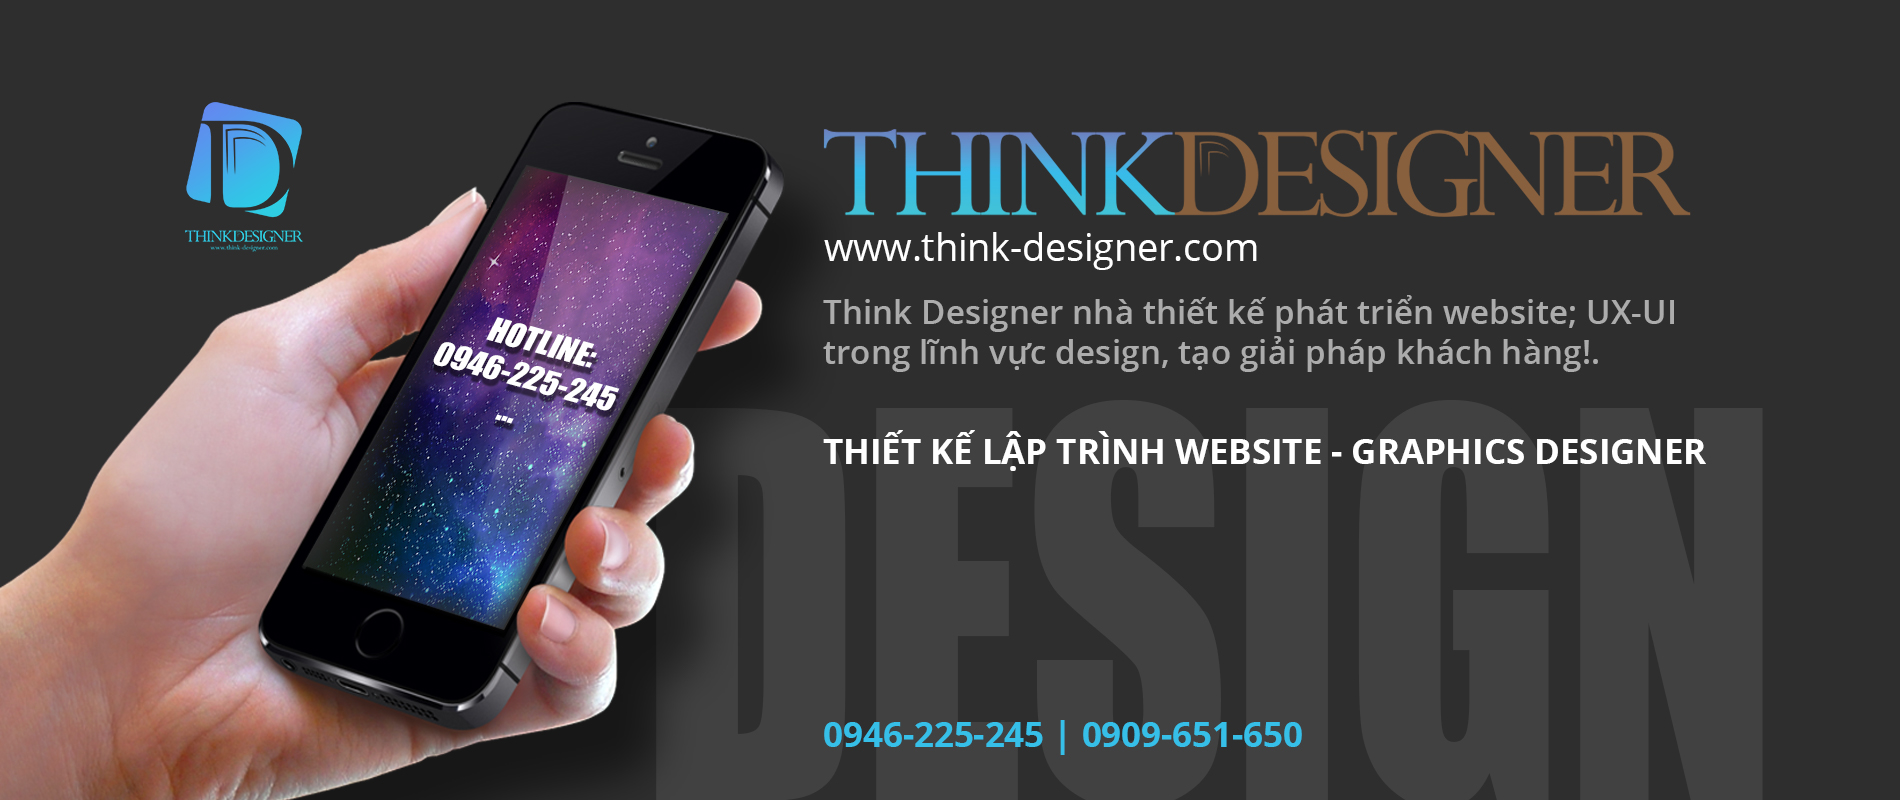 THINKDESIGNER
www.think-designer.com
HOTLINE:
0946-225-245
...
THINKDESIGNER
www.think-designer.com
Think Designer nhà thiết kế phát triển website; UX-UI
trong lĩnh vực design, tạo giải pháp khách hàng!.
THIẾT KẾ LẬP TRÌNH WEBSITE - GRAPHICS DESIGNER
DESIGN
0946-225-245 | 0909-651-650